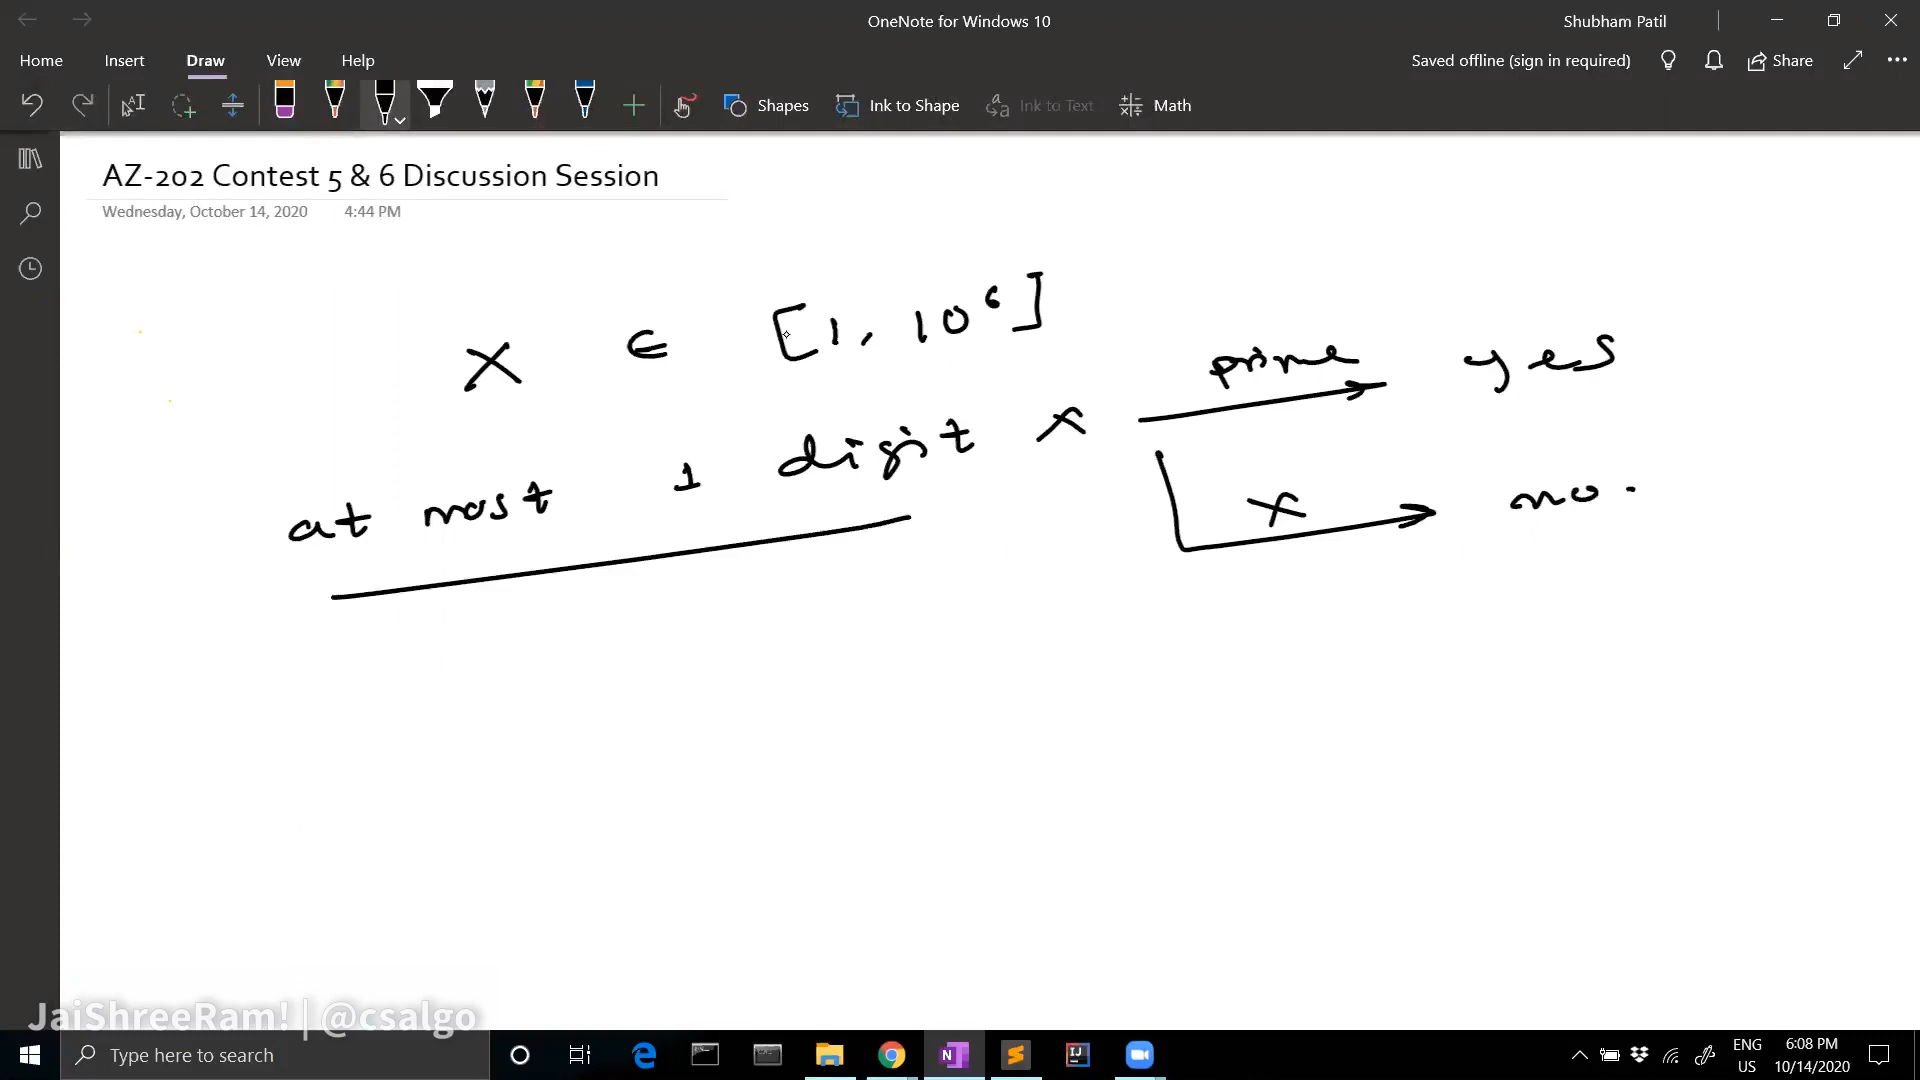 OneNote for Windows 10
Shubham Patil
Home Insert Draw View Help
Saved offline (sign in required)
Share
Shapes Ink to Shape Ink to Text Math
AZ-202 Contest 5 & 6 Discussion Session
Wednesday, October 14, 2020 4:44 PM
X ∈ [1, 10⁶]
prime yes
at most 1 digit x
x no.
JaiShreeRam! | @csalgo
Type here to search
ENG
US
6:08 PM
10/14/2020